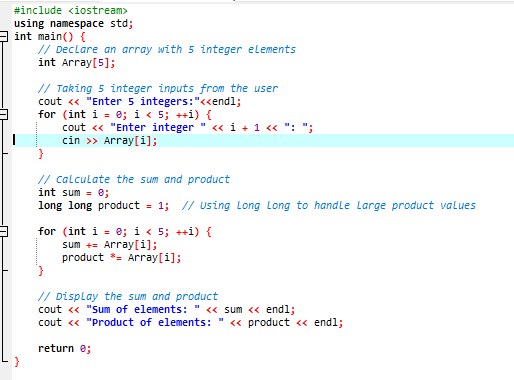 #include <iostream>
using namespace std;
int main() {
// Declare an array with 5 integer elements
int Array[5];
// Taking 5 integer inputs from the user
cout << "Enter 5 integers:"<<endl;
for (int i = 0; i < 5; ++i) {
cout << "Enter integer " << i + 1 << ": ";
cin >> Array[i];
}
// Calculate the sum and product
int sum = 0;
long long product = 1;  // Using long long to handle large product values
for (int i = 0; i < 5; ++i) {
sum += Array[i];
product *= Array[i];
}
// Display the sum and product
cout << "Sum of elements: " << sum << endl;
cout << "Product of elements: " << product << endl;
return 0;
}